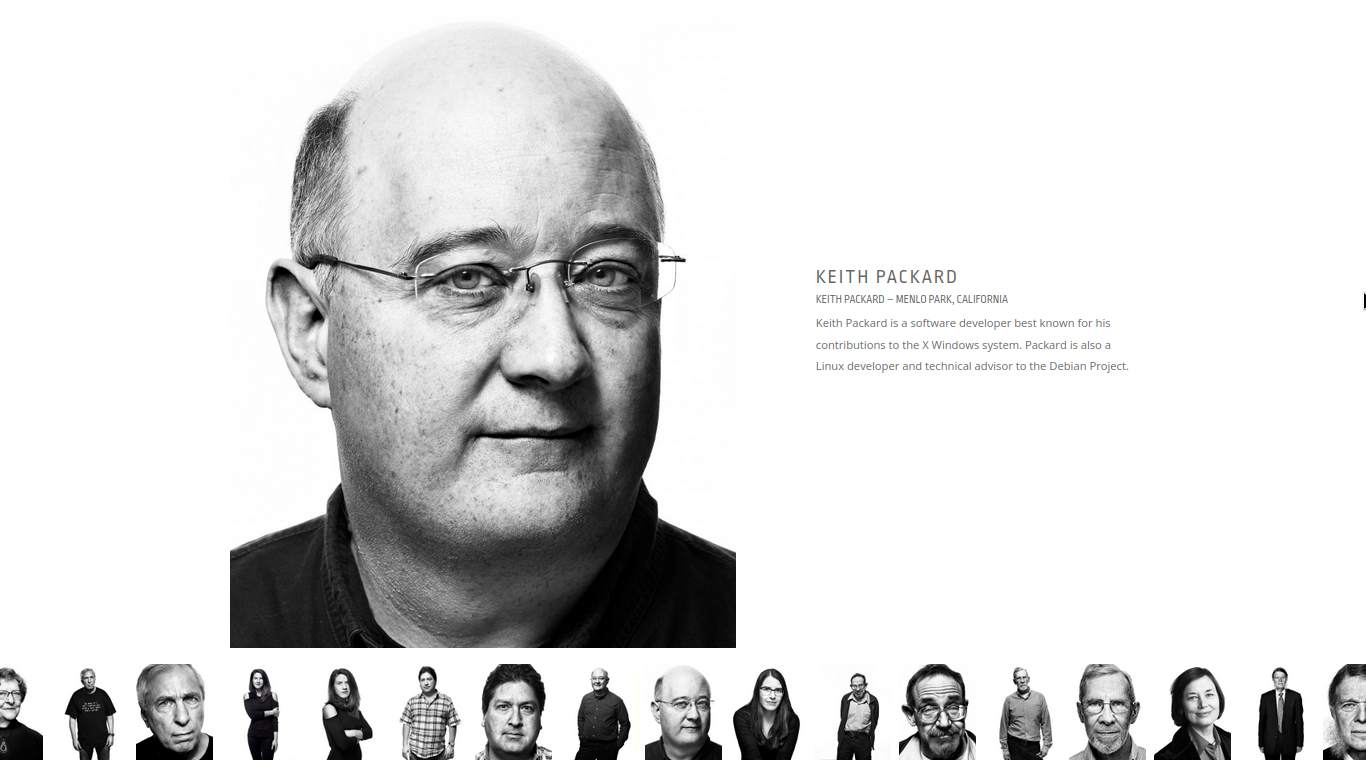 KEITH PACKARD
KEITH PACKARD – MENLO PARK, CALIFORNIA
Keith Packard is a software developer best known for his
contributions to the X Windows system. Packard is also a
Linux developer and technical advisor to the Debian Project.